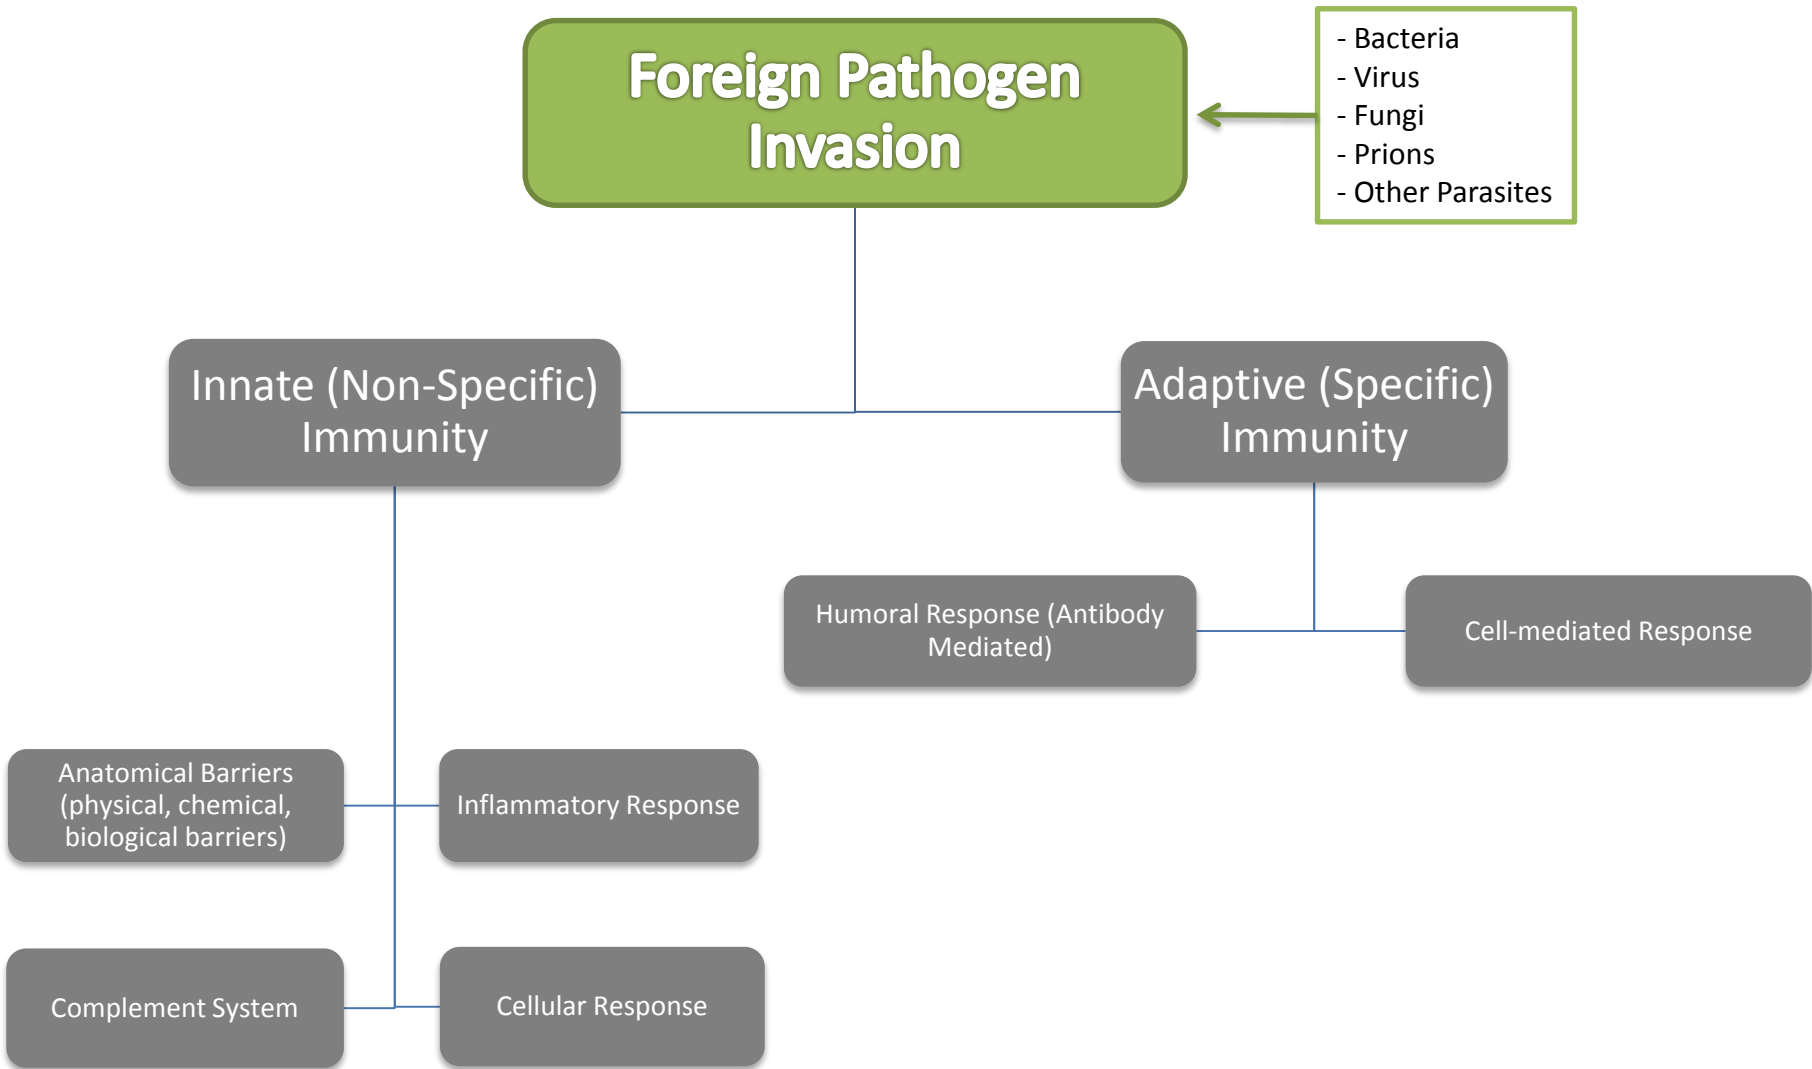 Foreign Pathogen
Invasion
- Bacteria
- Virus
- Fungi
- Prions
- Other Parasites
Innate (Non-Specific)
Immunity
Adaptive (Specific)
Immunity
Humoral Response (Antibody
Mediated)
Cell-mediated Response
Anatomical Barriers
(physical, chemical,
biological barriers)
Inflammatory Response
Complement System
Cellular Response